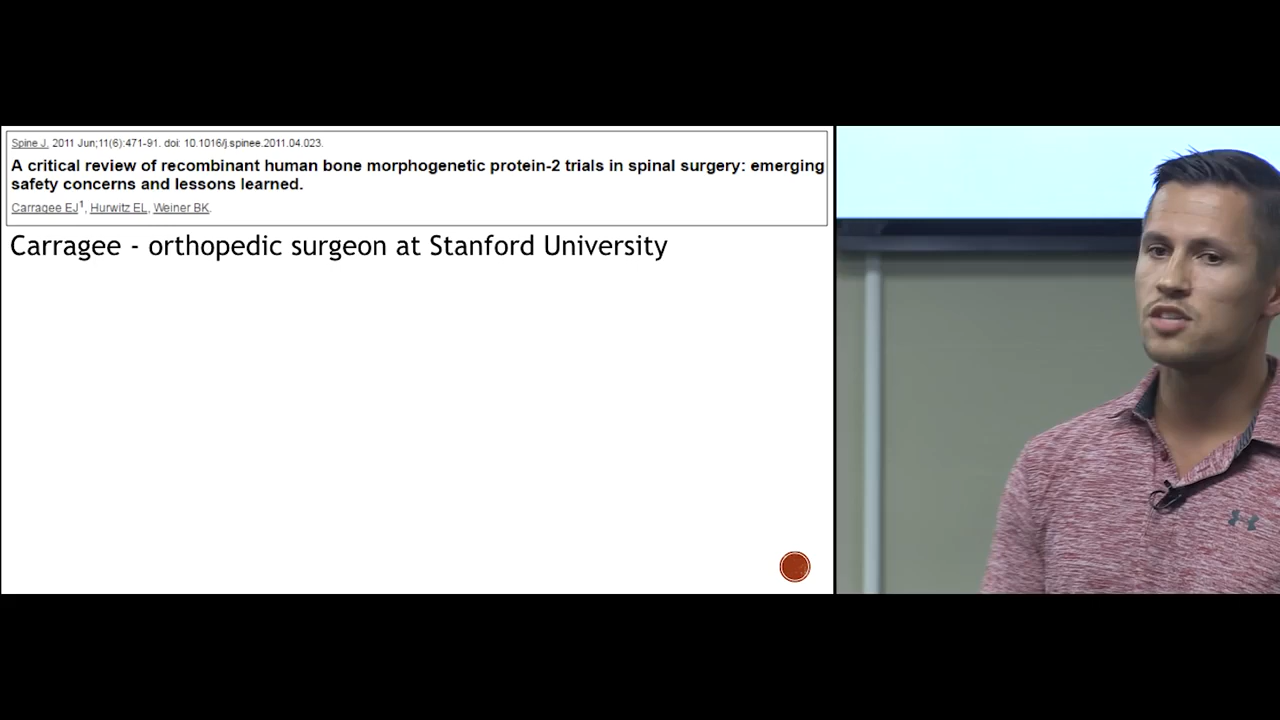 Spine J. 2011 Jun;11(6):471-91. doi: 10.1016/j.spinee.2011.04.023.
A critical review of recombinant human bone morphogenetic protein-2 trials in spinal surgery: emerging
safety concerns and lessons learned.
Carragee EJ1, Hurwitz EL, Weiner BK.
Carragee - orthopedic surgeon at Stanford University